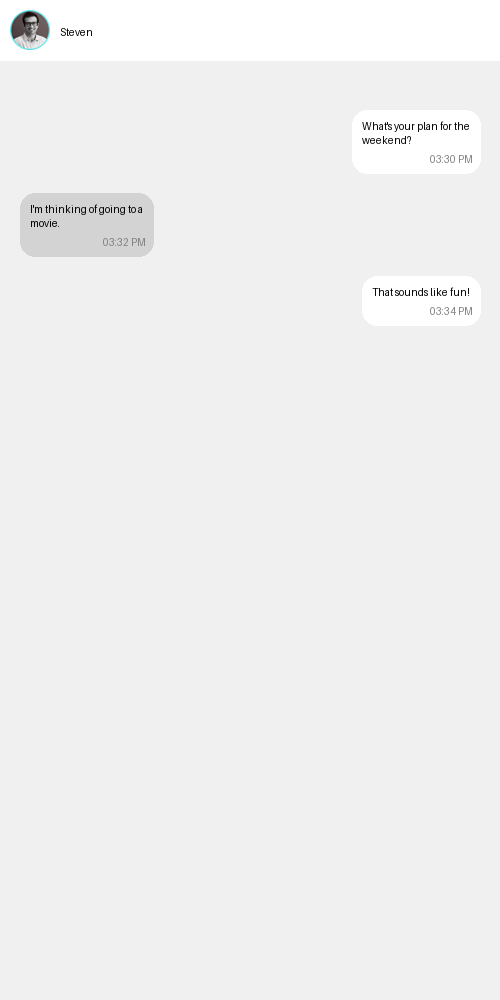 Steven
What's your plan for the
weekend?
03:30 PM
I'm thinking of going to a
movie.
03:32 PM
That sounds like fun!
03:34 PM